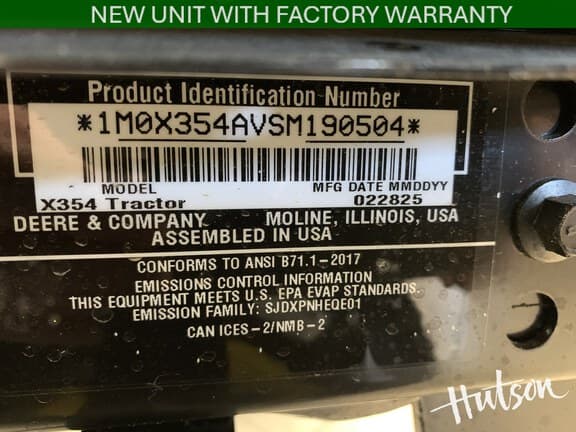 NEW UNIT WITH FACTORY WARRANTY
Product Identification Number
*1M0X354AVSM190504*
MODEL MFG DATE MMDDYY
X354 Tractor 022825
DEERE & COMPANY MOLINE, ILLINOIS, USA
ASSEMBLED IN USA
CONFORMS TO ANSI B71.1-2017
EMISSIONS CONTROL INFORMATION
THIS EQUIPMENT MEETS U.S. EPA EVAP STANDARDS.
EMISSION FAMILY: SJDXPNHEQE01
CAN ICES-2/NMB-2
Hutson